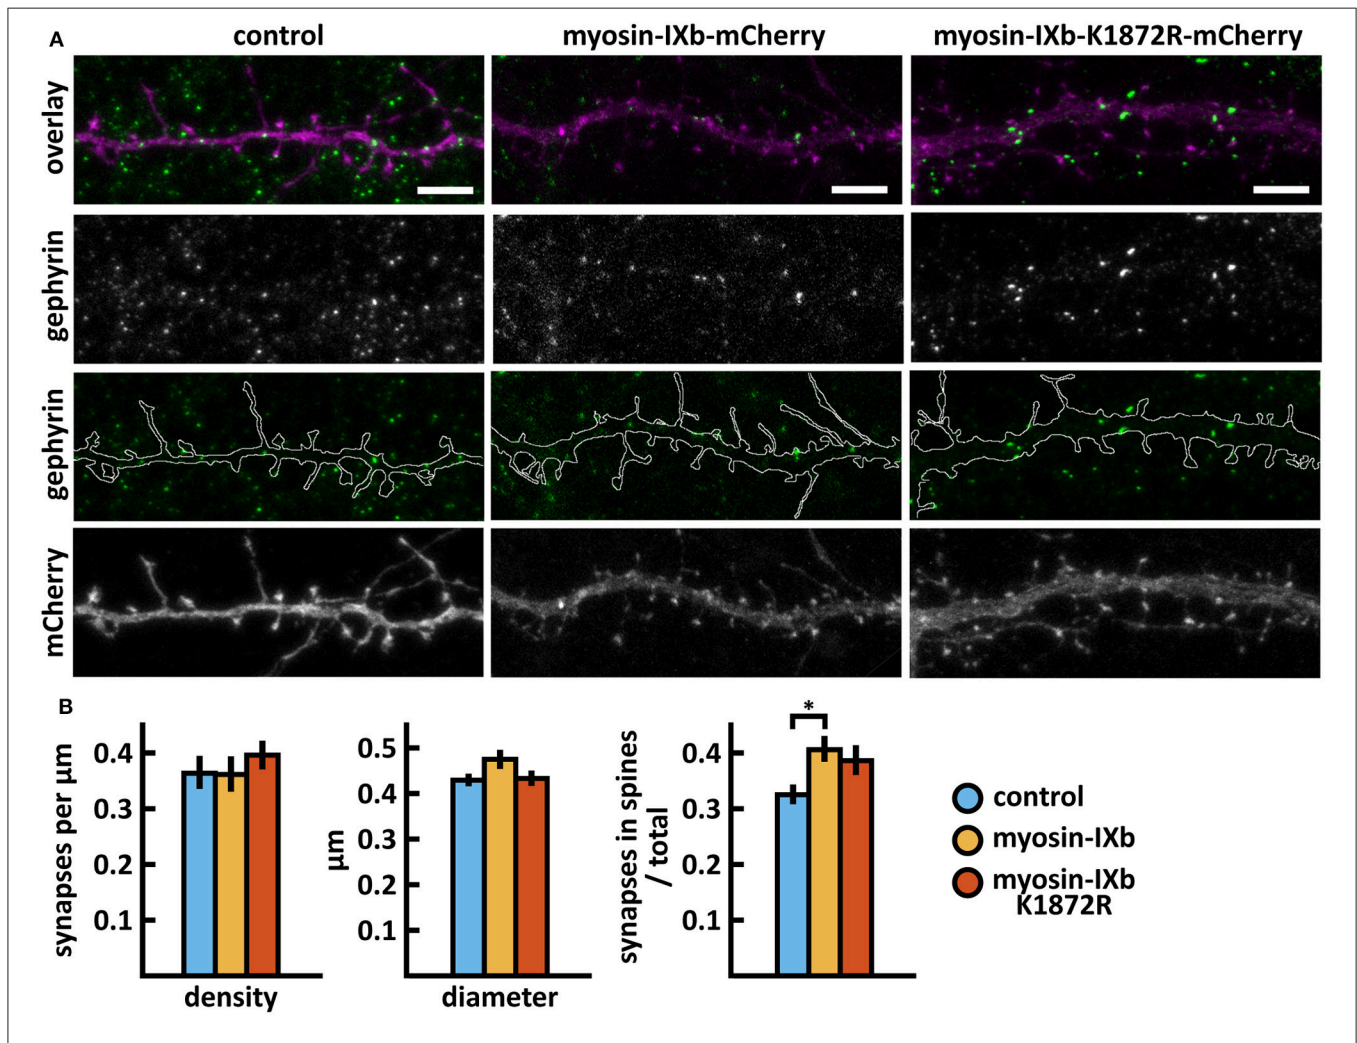 A
control
myosin-IXb-mCherry
myosin-IXb-K1872R-mCherry
overlay
gephyrin
gephyrin
mCherry
B
synapses per µm
0.4
0.3
0.2
0.1
density
µm
0.5
0.4
0.3
0.2
0.1
diameter
synapses in spines
/ total
0.4
0.3
0.2
0.1
*
control
myosin-IXb
myosin-IXb
K1872R